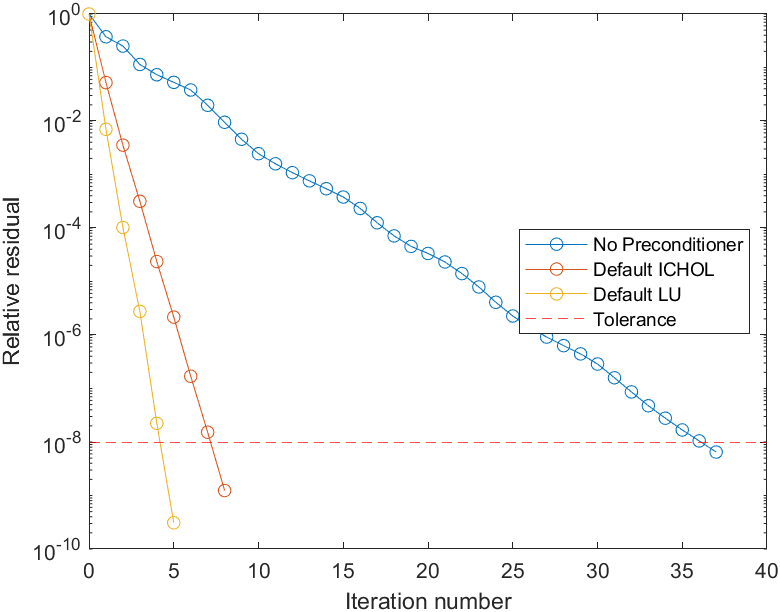 10^0
10^-2
10^-4
10^-6
10^-8
10^-10
Relative residual
No Preconditioner
Default ICHOL
Default LU
Tolerance
0 5 10 15 20 25 30 35 40
Iteration number